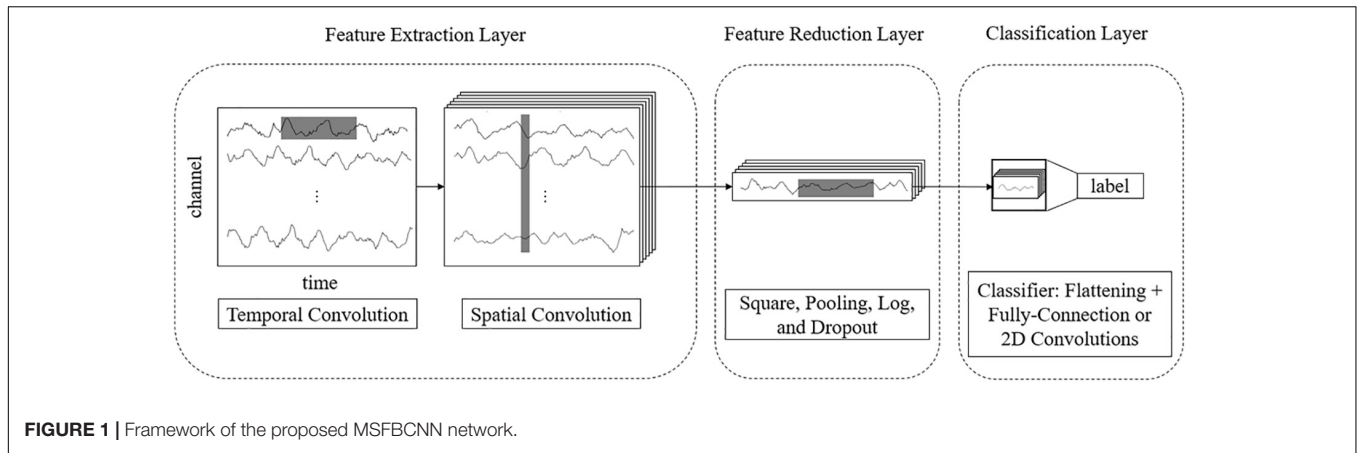 Feature Extraction Layer
Feature Reduction Layer
Classification Layer
channel
time
Temporal Convolution
Spatial Convolution
Square, Pooling, Log,
and Dropout
label
Classifier: Flattening +
Fully-Connection or
2D Convolutions
FIGURE 1 | Framework of the proposed MSFBCNN network.